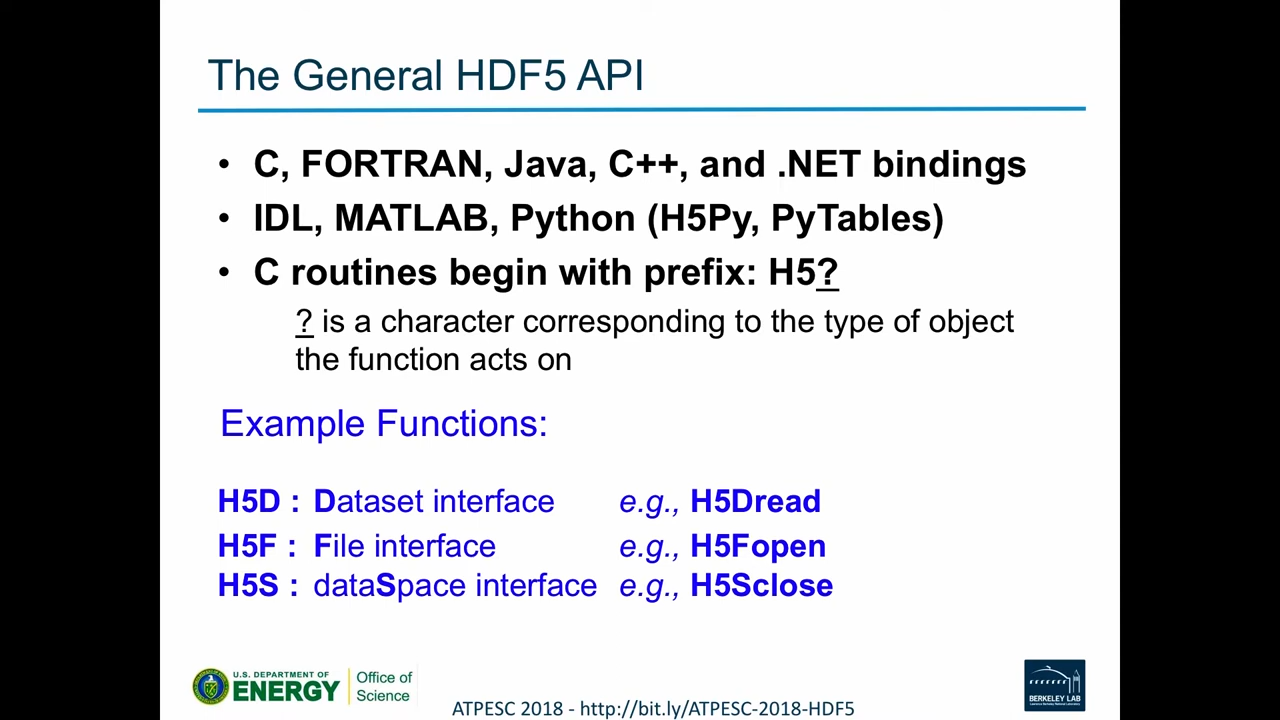 The General HDF5 API
• C, FORTRAN, Java, C++, and .NET bindings
• IDL, MATLAB, Python (H5Py, PyTables)
• C routines begin with prefix: H5?
? is a character corresponding to the type of object
the function acts on
Example Functions:
H5D : Dataset interface e.g., H5Dread
H5F : File interface e.g., H5Fopen
H5S : dataSpace interface e.g., H5Sclose
U.S. DEPARTMENT OF
ENERGY
Office of
Science
ATPESC 2018 - http://bit.ly/ATPESC-2018-HDF5
BERKELEY LAB